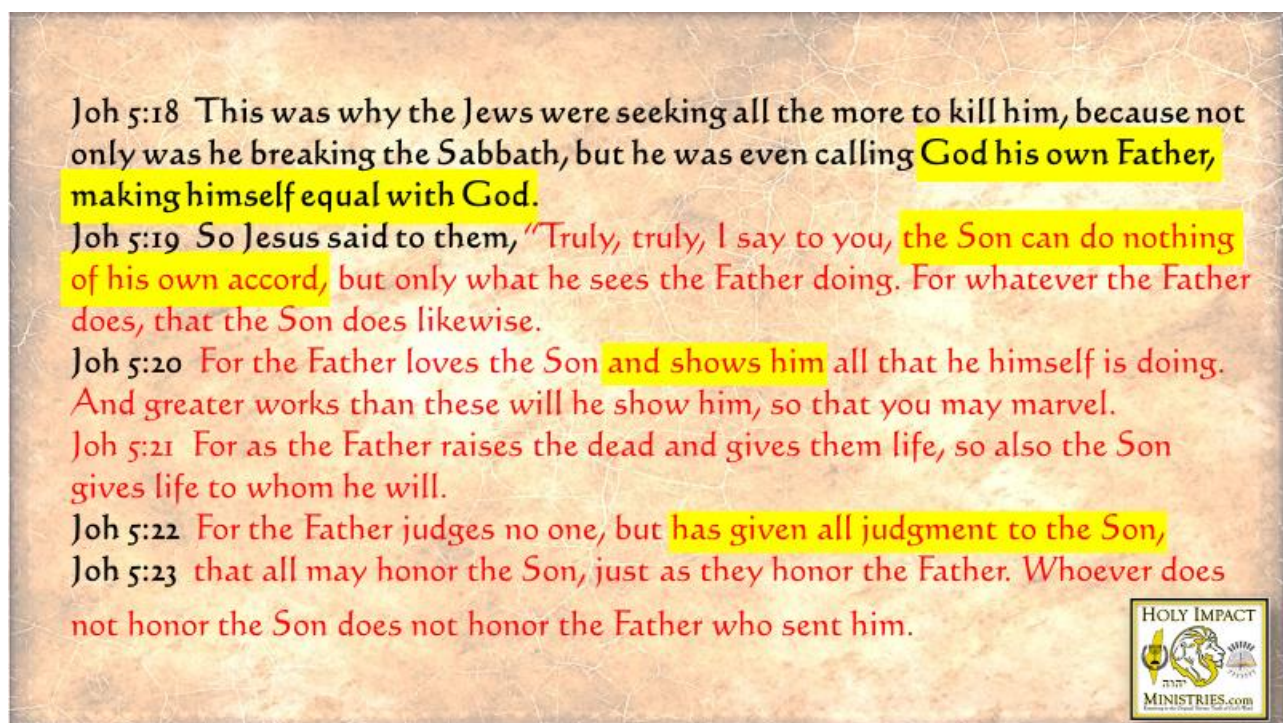 Joh 5:18 This was why the Jews were seeking all the more to kill him, because not
only was he breaking the Sabbath, but he was even calling God his own Father,
making himself equal with God.
Joh 5:19 So Jesus said to them, “Truly, truly, I say to you, the Son can do nothing
of his own accord, but only what he sees the Father doing. For whatever the Father
does, that the Son does likewise.
Joh 5:20 For the Father loves the Son and shows him all that he himself is doing.
And greater works than these will he show him, so that you may marvel.
Joh 5:21 For as the Father raises the dead and gives them life, so also the Son
gives life to whom he will.
Joh 5:22 For the Father judges no one, but has given all judgment to the Son,
Joh 5:23 that all may honor the Son, just as they honor the Father. Whoever does
not honor the Son does not honor the Father who sent him.
HOLY IMPACT
יהוה
MINISTRIES.com